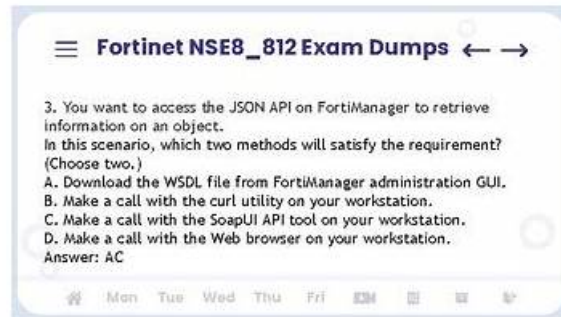 Fortinet NSE8_812 Exam Dumps
3. You want to access the JSON API on FortiManager to retrieve
information on an object.
In this scenario, which two methods will satisfy the requirement?
(Choose two.)
A. Download the WSDL file from FortiManager administration GUI.
B. Make a call with the curl utility on your workstation.
C. Make a call with the SoapUI API tool on your workstation.
D. Make a call with the Web browser on your workstation.
Answer: AC
Mon Tue Wed Thu Fri